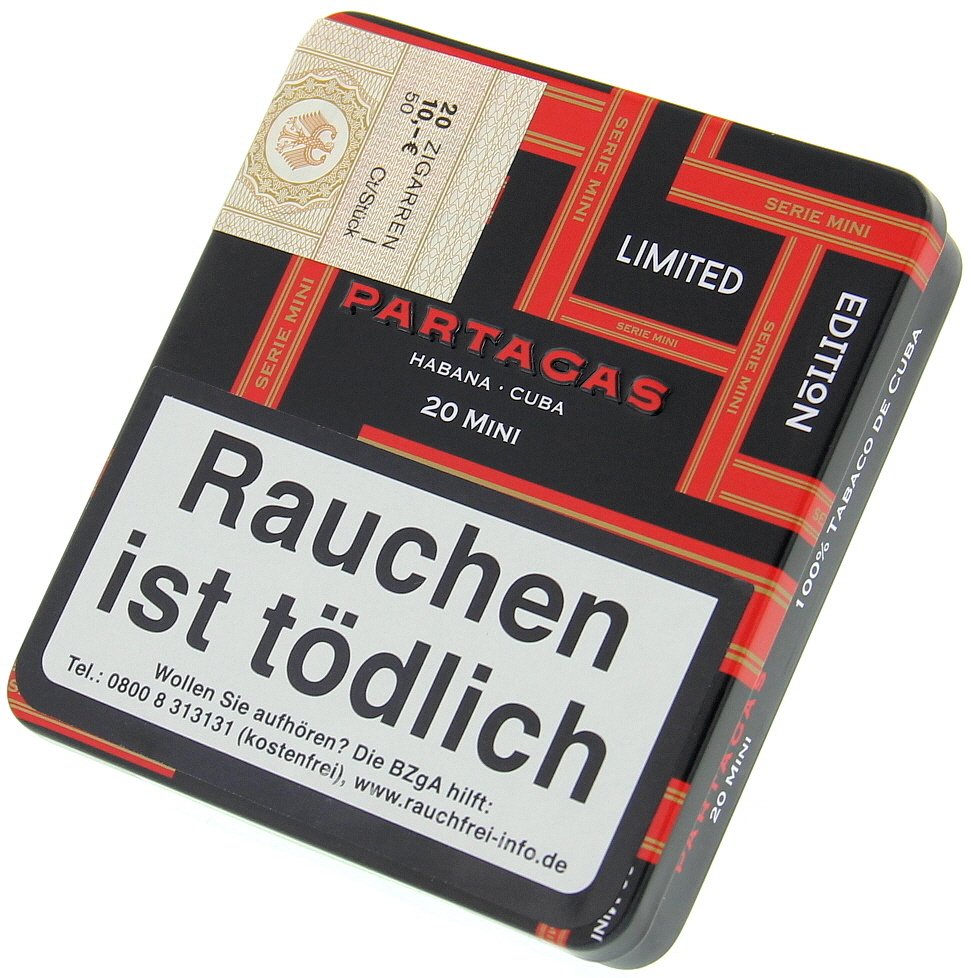 20 ZIGARREN
10,–€ I
50 Ct/Stück
SERIE MINI
SERIE MINI
LIMITED
EDITION
SERIE MINI
SERIE MINI
SERIE MINI
PARTAGAS
HABANA · CUBA
20 MINI
Rauchen
ist tödlich
Wollen Sie aufhören? Die BZgA hilft:
Tel.: 0800 8 313131 (kostenfrei), www.rauchfrei-info.de
100% TABACO DE CUBA
PARTAGA
20 MINI
MINI